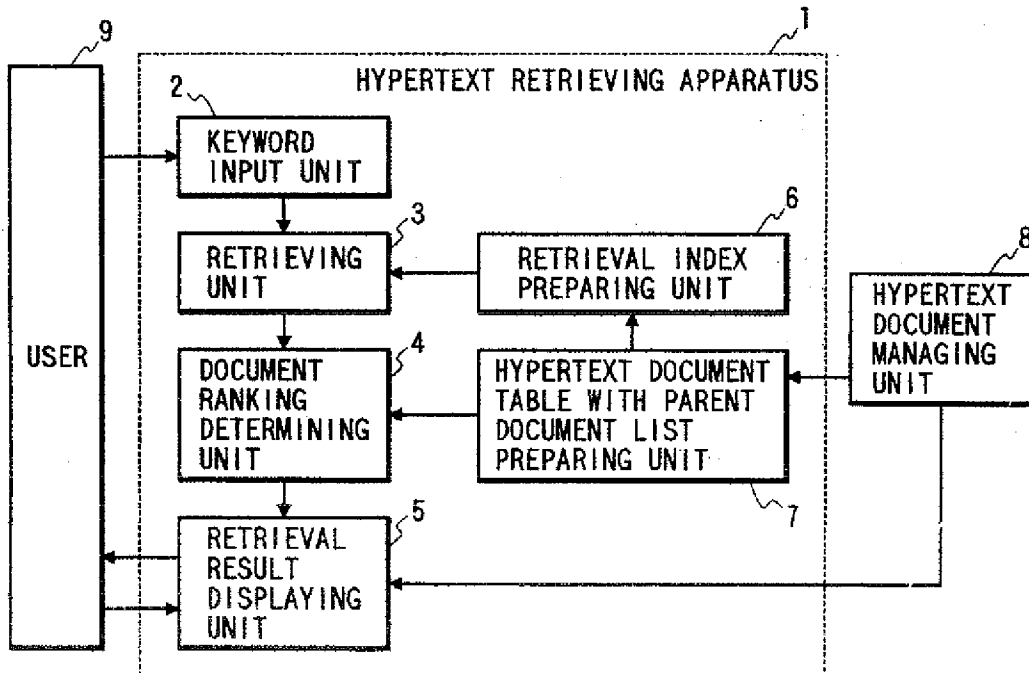 1
9
HYPERTEXT RETRIEVING APPARATUS
2
KEYWORD
INPUT UNIT
3
RETRIEVING
UNIT
6
RETRIEVAL INDEX
PREPARING UNIT
8
HYPERTEXT
DOCUMENT
MANAGING
UNIT
USER
4
DOCUMENT
RANKING
DETERMINING
UNIT
HYPERTEXT DOCUMENT
TABLE WITH PARENT
DOCUMENT LIST
PREPARING UNIT
7
5
RETRIEVAL
RESULT
DISPLAYING
UNIT